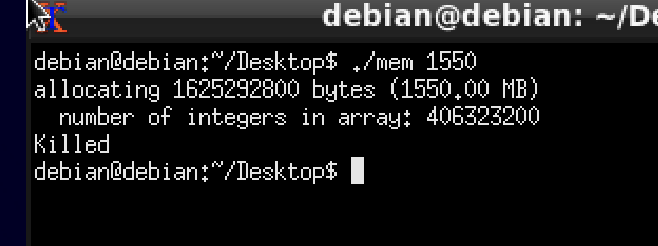 debian@debian: ~/De
debian@debian:~/Desktop$ ./mem 1550
allocating 1625292800 bytes (1550.00 MB)
  number of integers in array: 406323200
Killed
debian@debian:~/Desktop$